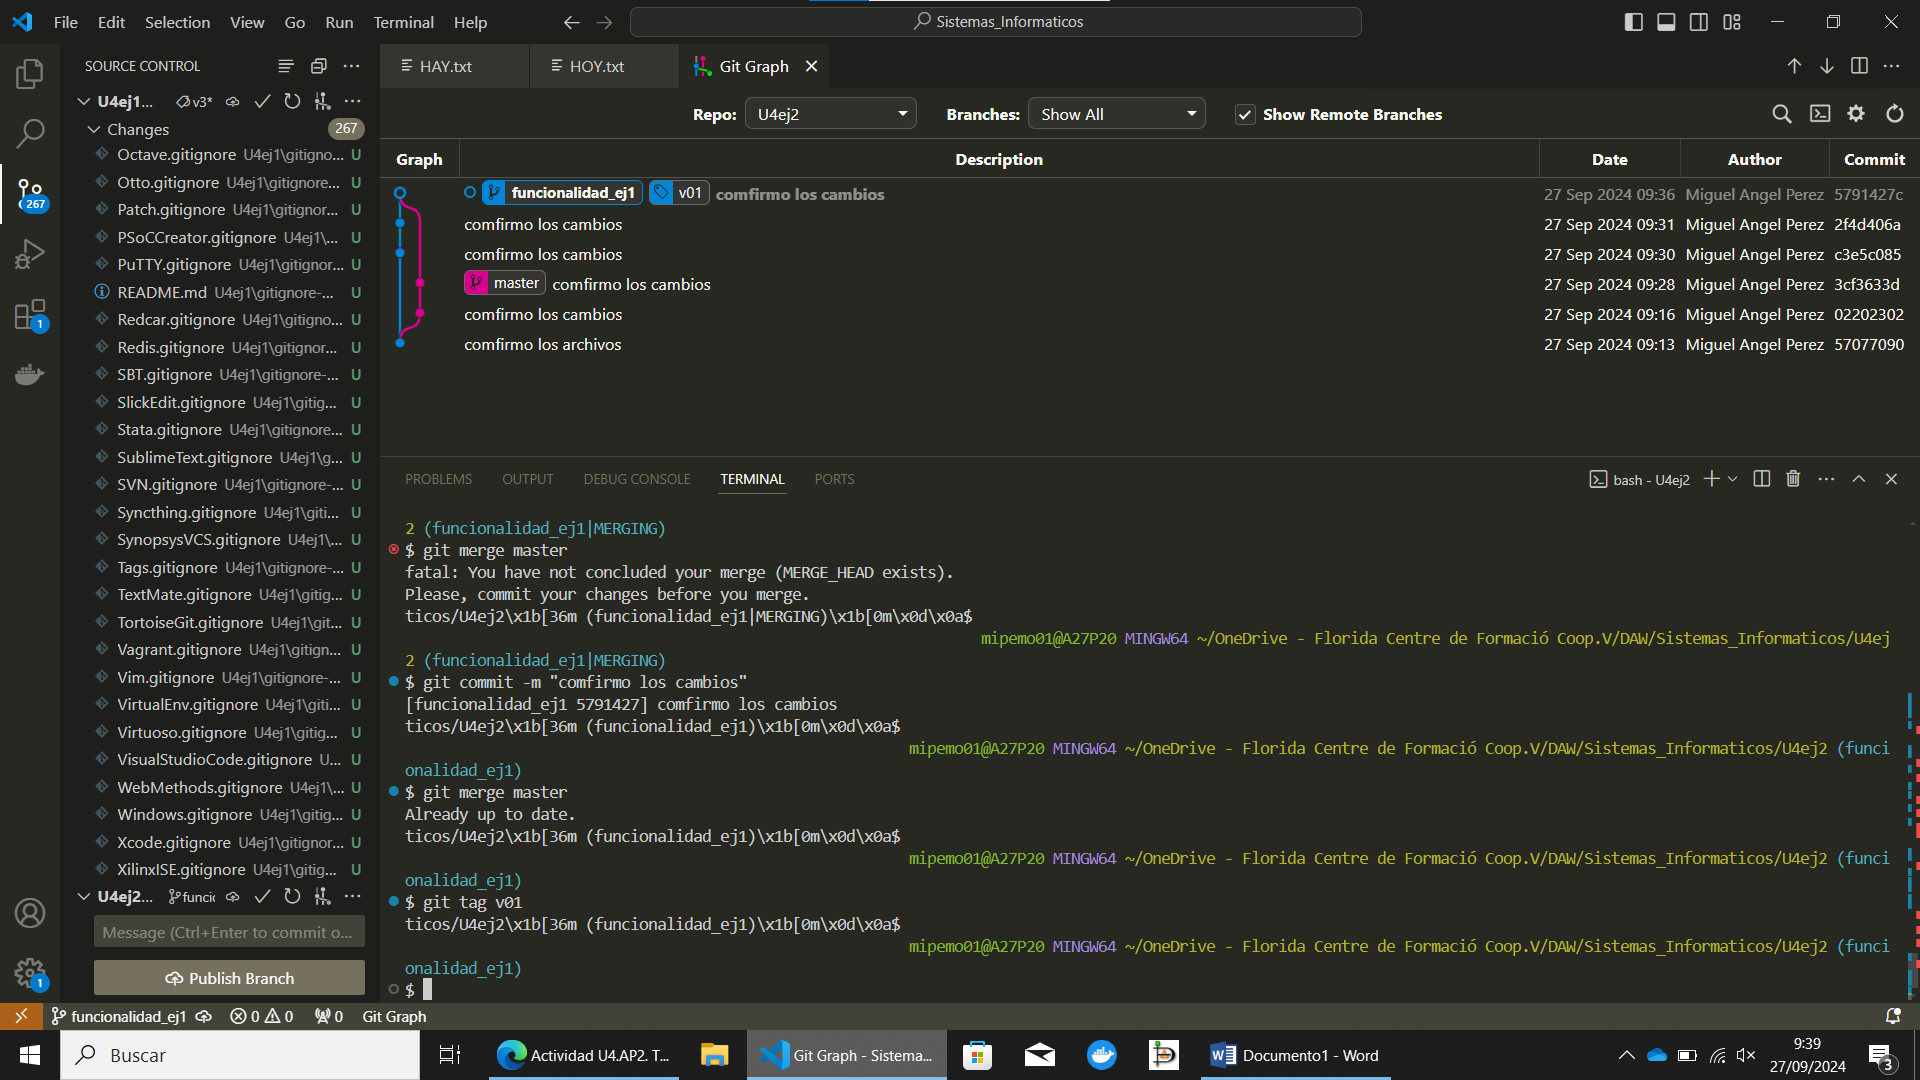 File Edit Selection View Go Run Terminal Help
Sistemas_Informaticos
SOURCE CONTROL
HAY.txt
HOY.txt
Git Graph
U4ej1... v3*
Changes 267
Octave.gitignore U4ej1\gitigno... U
Otto.gitignore U4ej1\gitignore... U
Patch.gitignore U4ej1\gitignor... U
PSoCCreator.gitignore U4ej1\... U
PuTTY.gitignore U4ej1\gitignor... U
README.md U4ej1\gitignore-... U
Redcar.gitignore U4ej1\gitigno... U
Redis.gitignore U4ej1\gitignor... U
SBT.gitignore U4ej1\gitignore-... U
SlickEdit.gitignore U4ej1\gitig... U
Stata.gitignore U4ej1\gitignore... U
SublimeText.gitignore U4ej1\g... U
SVN.gitignore U4ej1\gitignore-... U
Syncthing.gitignore U4ej1\giti... U
SynopsysVCS.gitignore U4ej1\... U
Tags.gitignore U4ej1\gitignore-... U
TextMate.gitignore U4ej1\gitig... U
TortoiseGit.gitignore U4ej1\git... U
Vagrant.gitignore U4ej1\gitign... U
Vim.gitignore U4ej1\gitignore-... U
VirtualEnv.gitignore U4ej1\giti... U
Virtuoso.gitignore U4ej1\gitig... U
VisualStudioCode.gitignore U... U
WebMethods.gitignore U4ej1\... U
Windows.gitignore U4ej1\gitig... U
Xcode.gitignore U4ej1\gitignor... U
XilinxISE.gitignore U4ej1\gitig... U
U4ej2... funcic
Message (Ctrl+Enter to commit o...
Publish Branch
267
1
1
Repo: U4ej2 Branches: Show All Show Remote Branches
Graph Description Date Author Commit
funcionalidad_ej1 v01 comfirmo los cambios 27 Sep 2024 09:36 Miguel Angel Perez 5791427c
comfirmo los cambios 27 Sep 2024 09:31 Miguel Angel Perez 2f4d406a
comfirmo los cambios 27 Sep 2024 09:30 Miguel Angel Perez c3e5c085
master comfirmo los cambios 27 Sep 2024 09:28 Miguel Angel Perez 3cf3633d
comfirmo los cambios 27 Sep 2024 09:16 Miguel Angel Perez 02202302
comfirmo los archivos 27 Sep 2024 09:13 Miguel Angel Perez 57077090
PROBLEMS OUTPUT DEBUG CONSOLE TERMINAL PORTS
bash - U4ej2
2 (funcionalidad_ej1|MERGING)
$ git merge master
fatal: You have not concluded your merge (MERGE_HEAD exists).
Please, commit your changes before you merge.
ticos/U4ej2\x1b[36m (funcionalidad_ej1|MERGING)\x1b[0m\x0d\x0a$
mipemo01@A27P20 MINGW64 ~/OneDrive - Florida Centre de Formació Coop.V/DAW/Sistemas_Informaticos/U4ej
2 (funcionalidad_ej1|MERGING)
$ git commit -m "comfirmo los cambios"
[funcionalidad_ej1 5791427] comfirmo los cambios
ticos/U4ej2\x1b[36m (funcionalidad_ej1)\x1b[0m\x0d\x0a$
mipemo01@A27P20 MINGW64 ~/OneDrive - Florida Centre de Formació Coop.V/DAW/Sistemas_Informaticos/U4ej2 (funci
onalidad_ej1)
$ git merge master
Already up to date.
ticos/U4ej2\x1b[36m (funcionalidad_ej1)\x1b[0m\x0d\x0a$
mipemo01@A27P20 MINGW64 ~/OneDrive - Florida Centre de Formació Coop.V/DAW/Sistemas_Informaticos/U4ej2 (funci
onalidad_ej1)
$ git tag v01
ticos/U4ej2\x1b[36m (funcionalidad_ej1)\x1b[0m\x0d\x0a$
mipemo01@A27P20 MINGW64 ~/OneDrive - Florida Centre de Formació Coop.V/DAW/Sistemas_Informaticos/U4ej2 (funci
onalidad_ej1)
$
funcionalidad_ej1 0 0 0 Git Graph
Buscar
Actividad U4.AP2. T...
Git Graph - Sistema...
Documento1 - Word
9:39
27/09/2024
3